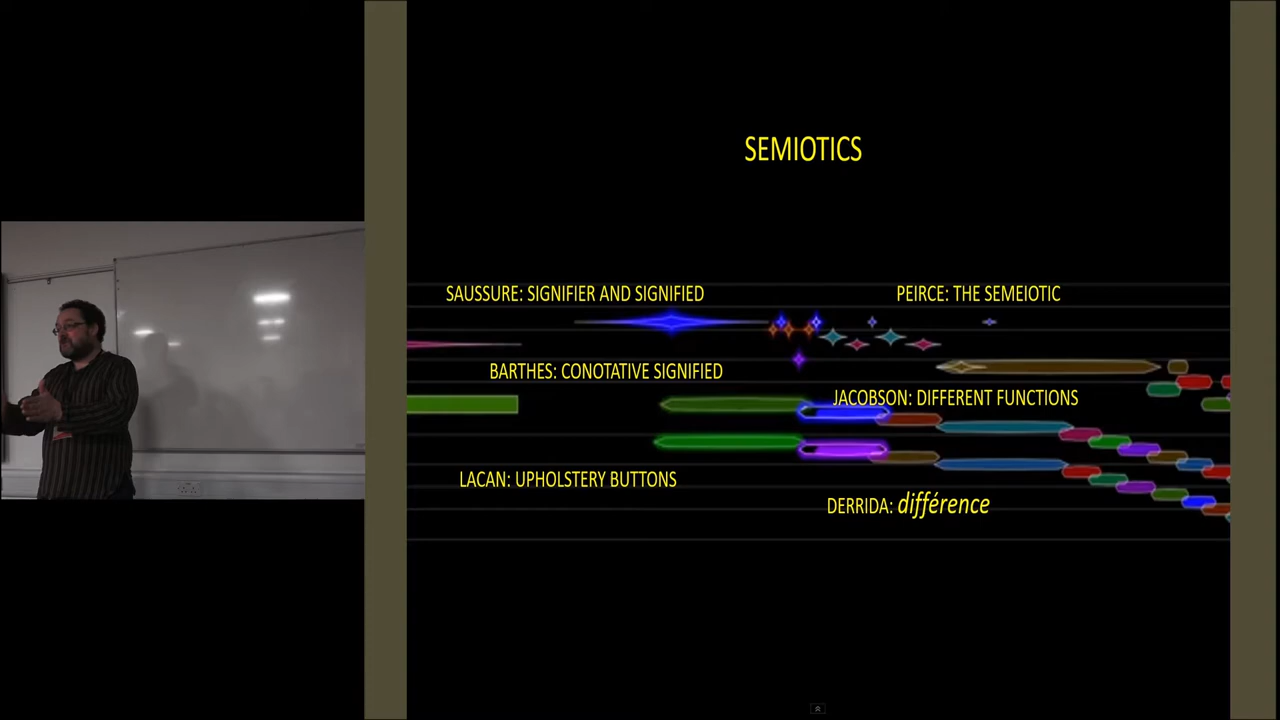 SEMIOTICS
SAUSSURE: SIGNIFIER AND SIGNIFIED
PEIRCE: THE SEMEIOTIC
BARTHES: CONOTATIVE SIGNIFIED
JACOBSON: DIFFERENT FUNCTIONS
LACAN: UPHOLSTERY BUTTONS
DERRIDA: différence